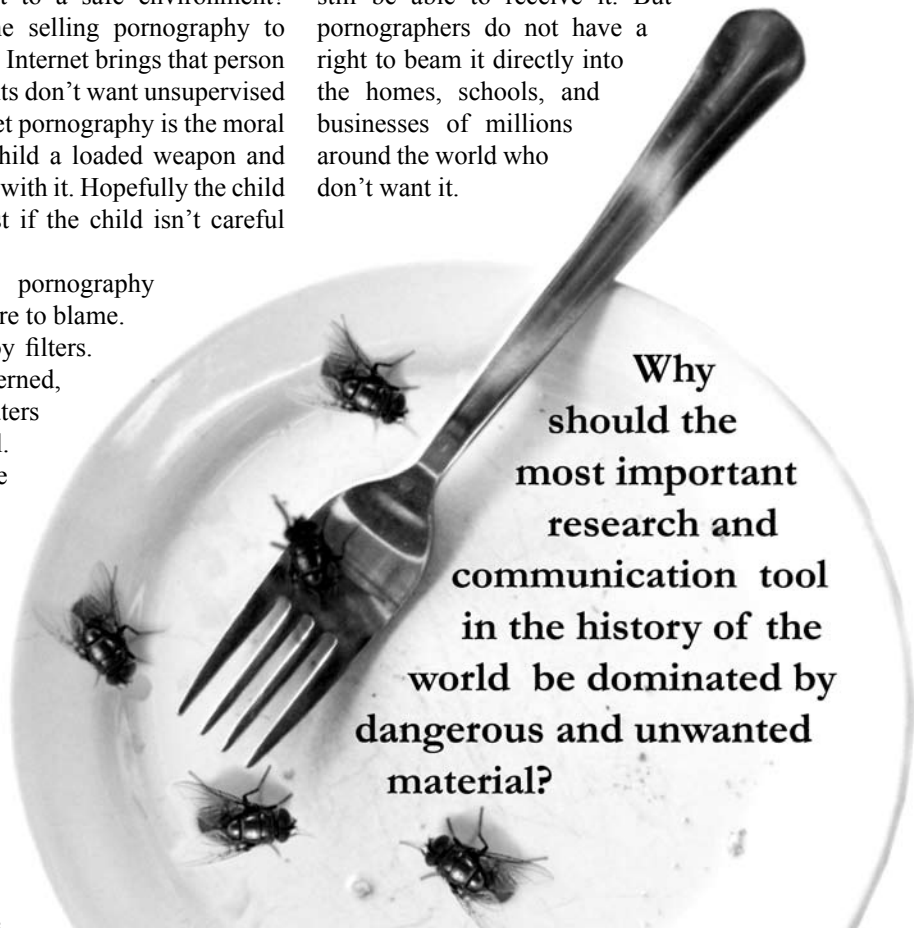 t to a safe environment?
ne selling pornography to
Internet brings that person
ts don't want unsupervised
et pornography is the moral
hild a loaded weapon and
with it. Hopefully the child
st if the child isn't careful
pornography
re to blame.
by filters.
erned,
ters
l.
e
still be able to receive it. But
pornographers do not have a
right to beam it directly into
the homes, schools, and
businesses of millions
around the world who
don't want it.
Why
should the
most important
research and
communication tool
in the history of the
world be dominated by
dangerous and unwanted
material?